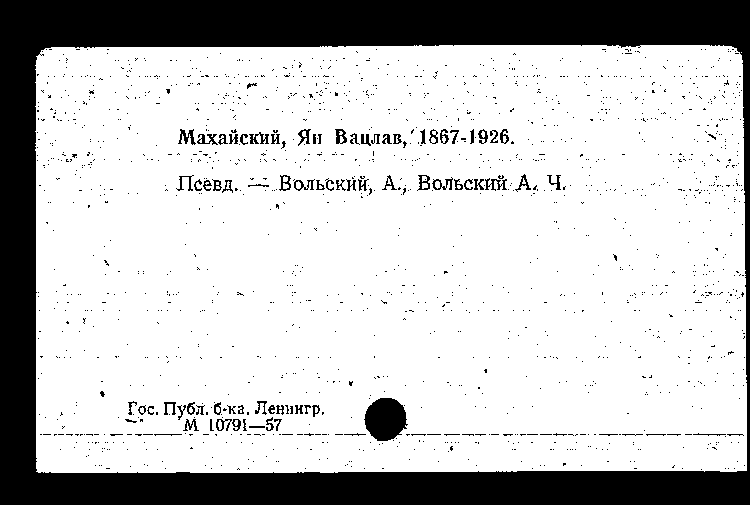 Махайский, Ян Вацлав, 1867-1926.
Псевд. — Вольский, А., Вольский А. Ч.
Гос. Публ. б-ка. Ленингр.
М 10791—57